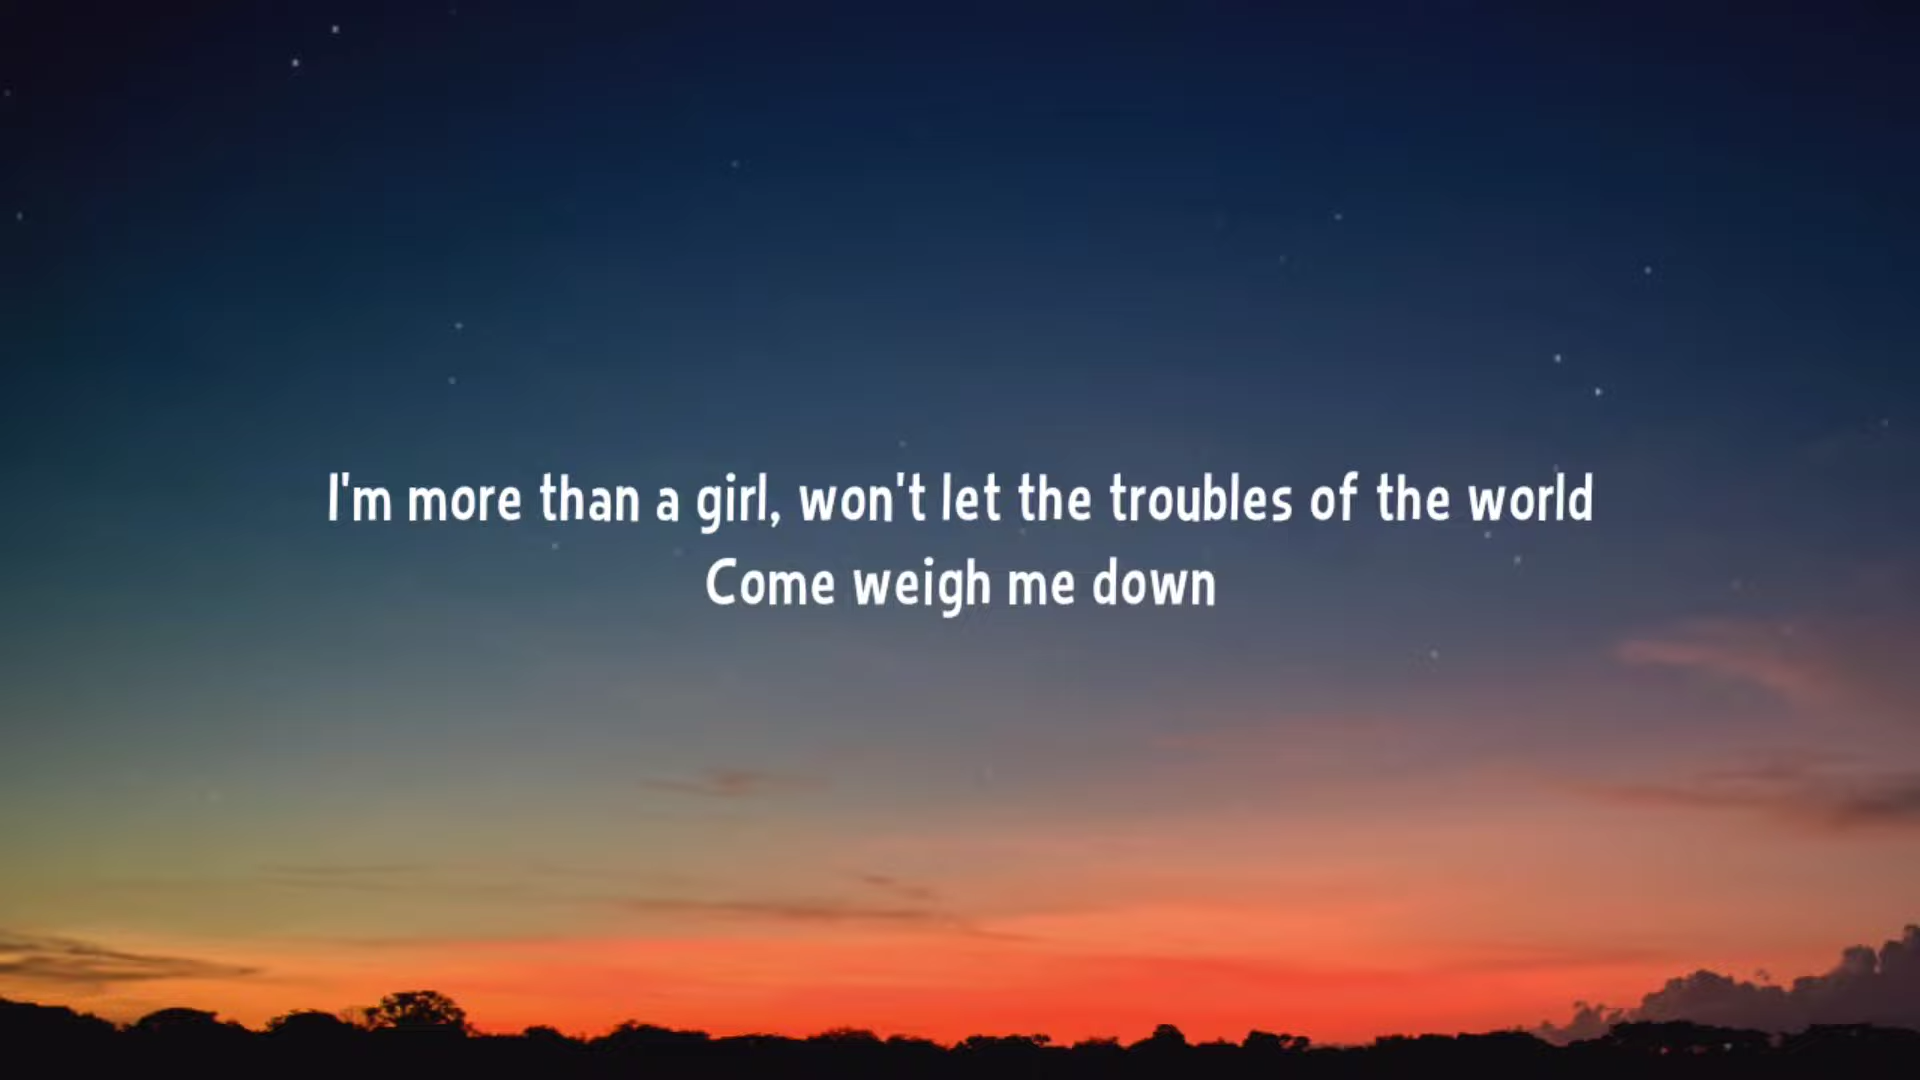 I'm more than a girl, won't let the troubles of the world
Come weigh me down